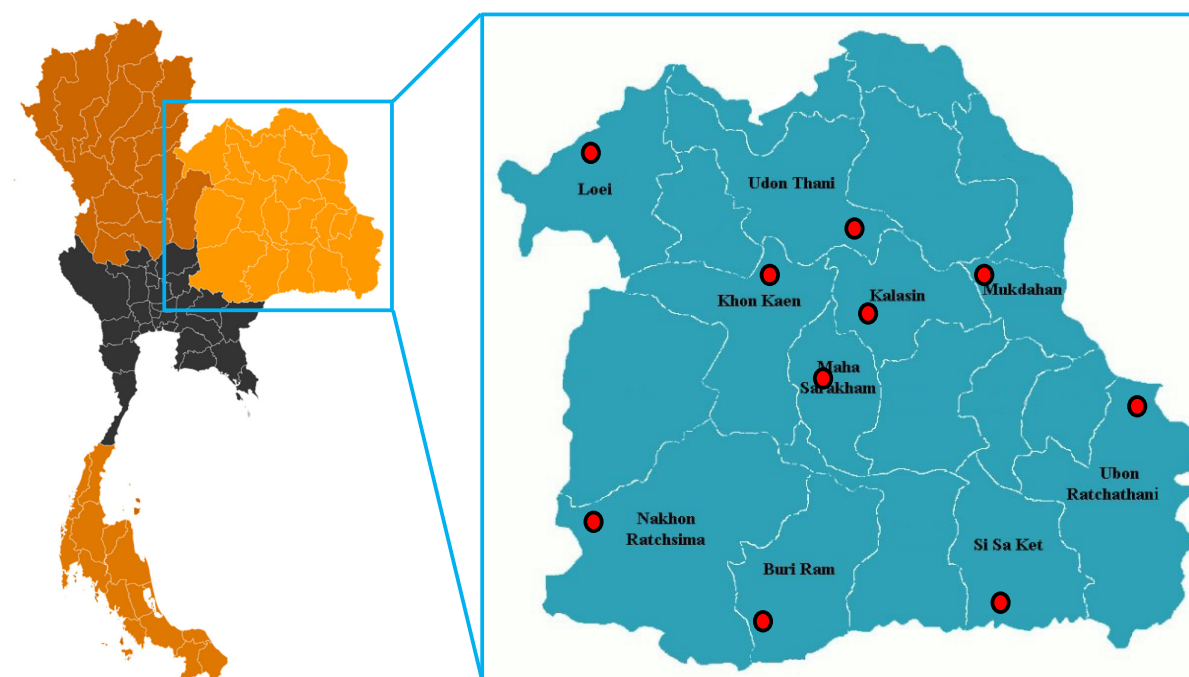 Loei
Udon Thani
Khon Kaen
Kalasin
Mukdahan
Maha
Sarakham
Ubon
Ratchathani
Nakhon
Ratchsima
Si Sa Ket
Buri Ram